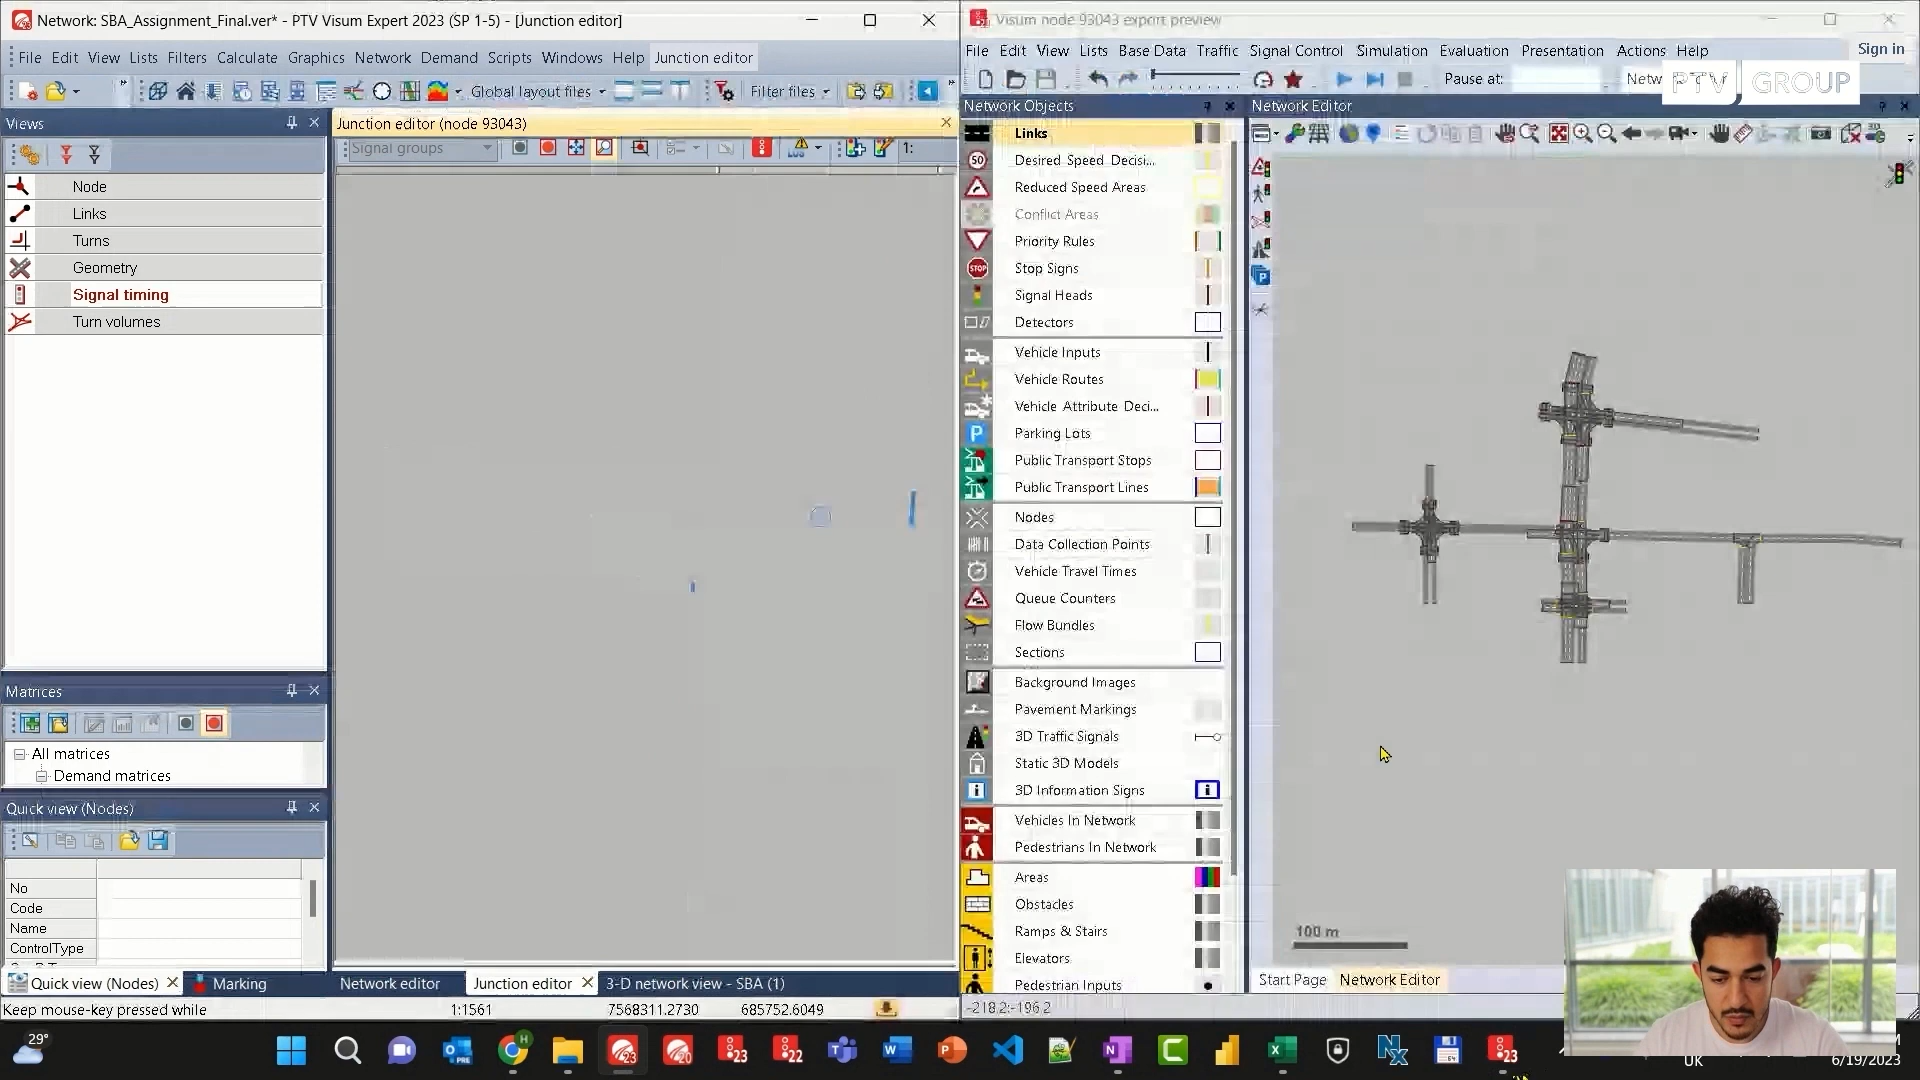 Network: SBA_Assignment_Final.ver* - PTV Visum Expert 2023 (SP 1-5) - [Junction editor]
File Edit View Lists Filters Calculate Graphics Network Demand Scripts Windows Help Junction editor
Global layout files
Filter files
Views
Node
Links
Turns
Geometry
Signal timing
Turn volumes
Matrices
All matrices
Demand matrices
Quick view (Nodes)
No
Code
Name
ControlType
Quick view (Nodes)
Marking
Junction editor (node 93043)
Signal groups
1:
Network editor
Junction editor
3-D network view - SBA (1)
Keep mouse-key pressed while
1:1561
7568311.2730
685752.6049
Visum node 93043 export preview
File Edit View Lists Base Data Traffic Signal Control Simulation Evaluation Presentation Actions Help
Sign in
Pause at:
Netw
PTV GROUP
Network Objects
Links
50
Desired Speed Decisi...
Reduced Speed Areas
Conflict Areas
Priority Rules
STOP
Stop Signs
Signal Heads
Detectors
Vehicle Inputs
Vehicle Routes
Vehicle Attribute Deci...
P
Parking Lots
Public Transport Stops
Public Transport Lines
Nodes
Data Collection Points
Vehicle Travel Times
Queue Counters
Flow Bundles
Sections
Background Images
Pavement Markings
3D Traffic Signals
Static 3D Models
3D Information Signs
Vehicles In Network
Pedestrians In Network
Areas
Obstacles
Ramps & Stairs
Elevators
Pedestrian Inputs
Network Editor
100 m
Start Page
Network Editor
-218.2:-196.2
29°
UK
6/19/2023